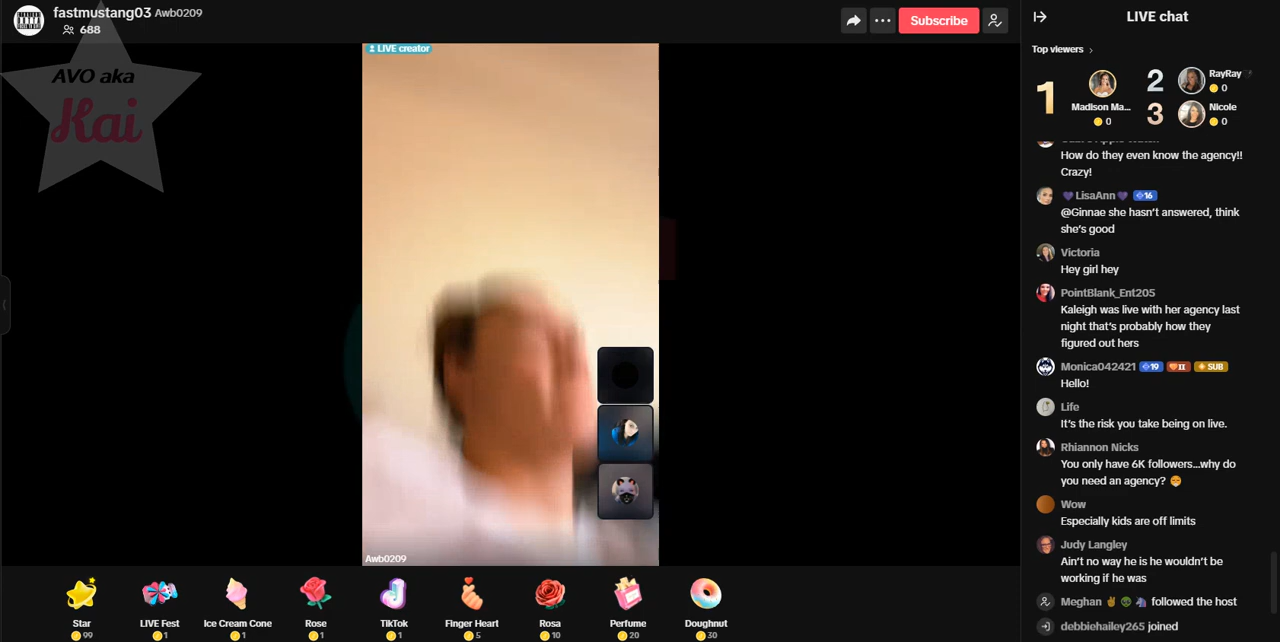 fastmustang03 Awb0209
688
Subscribe
LIVE chat
AVO aka
Kai
LIVE creator
Top viewers
1
Madison Ma...
0
2
RayRay
0
3
Nicole
0
How do they even know the agency!!
Crazy!
LisaAnn 16
@Ginnae she hasn't answered, think
she's good
Victoria
Hey girl hey
PointBlank_Ent205
Kaleigh was live with her agency last
night that's probably how they
figured out hers
Monica042421 19 II SUB
Hello!
Life
It's the risk you take being on live.
Rhiannon Nicks
You only have 6K followers...why do
you need an agency?
Wow
Especially kids are off limits
Judy Langley
Ain't no way he is he wouldn't be
working if he was
Meghan followed the host
debbiehailey265 joined
Awb0209
Star
99
LIVE Fest
1
Ice Cream Cone
1
Rose
1
TikTok
1
Finger Heart
5
Rosa
10
Perfume
20
Doughnut
30